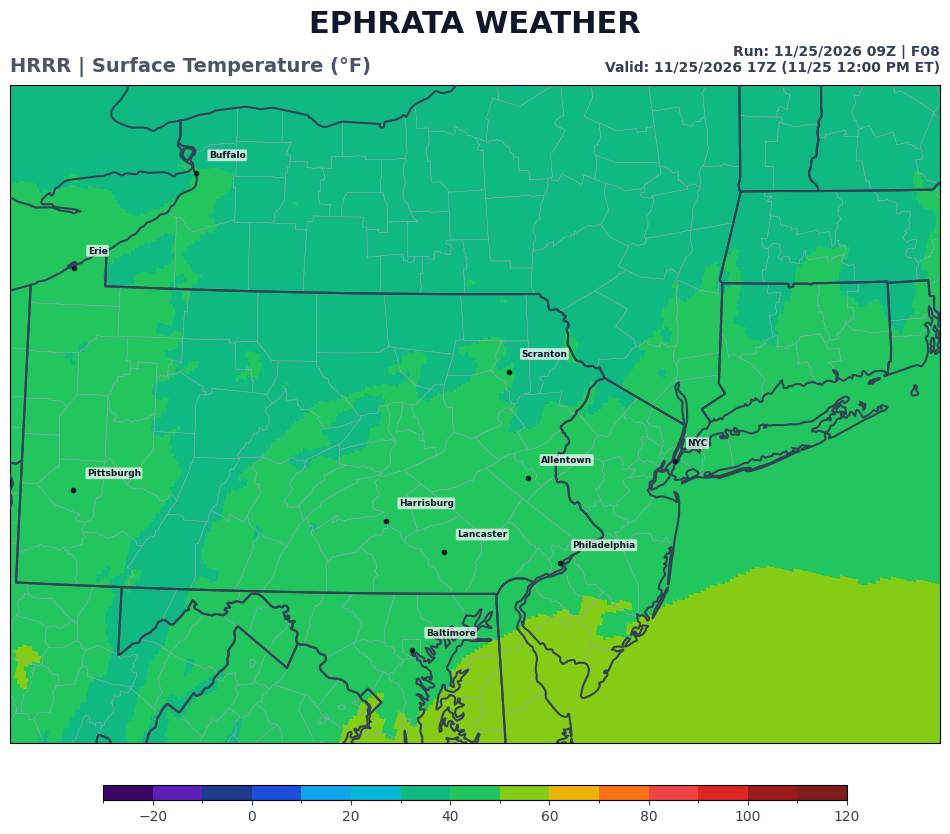 EPHRATA WEATHER
HRRR | Surface Temperature (°F)
Run: 11/25/2026 09Z | F08
Valid: 11/25/2026 17Z (11/25 12:00 PM ET)
Buffalo
Erie
Scranton
NYC
Allentown
Pittsburgh
Harrisburg
Lancaster
Philadelphia
Baltimore
−20 0 20 40 60 80 100 120